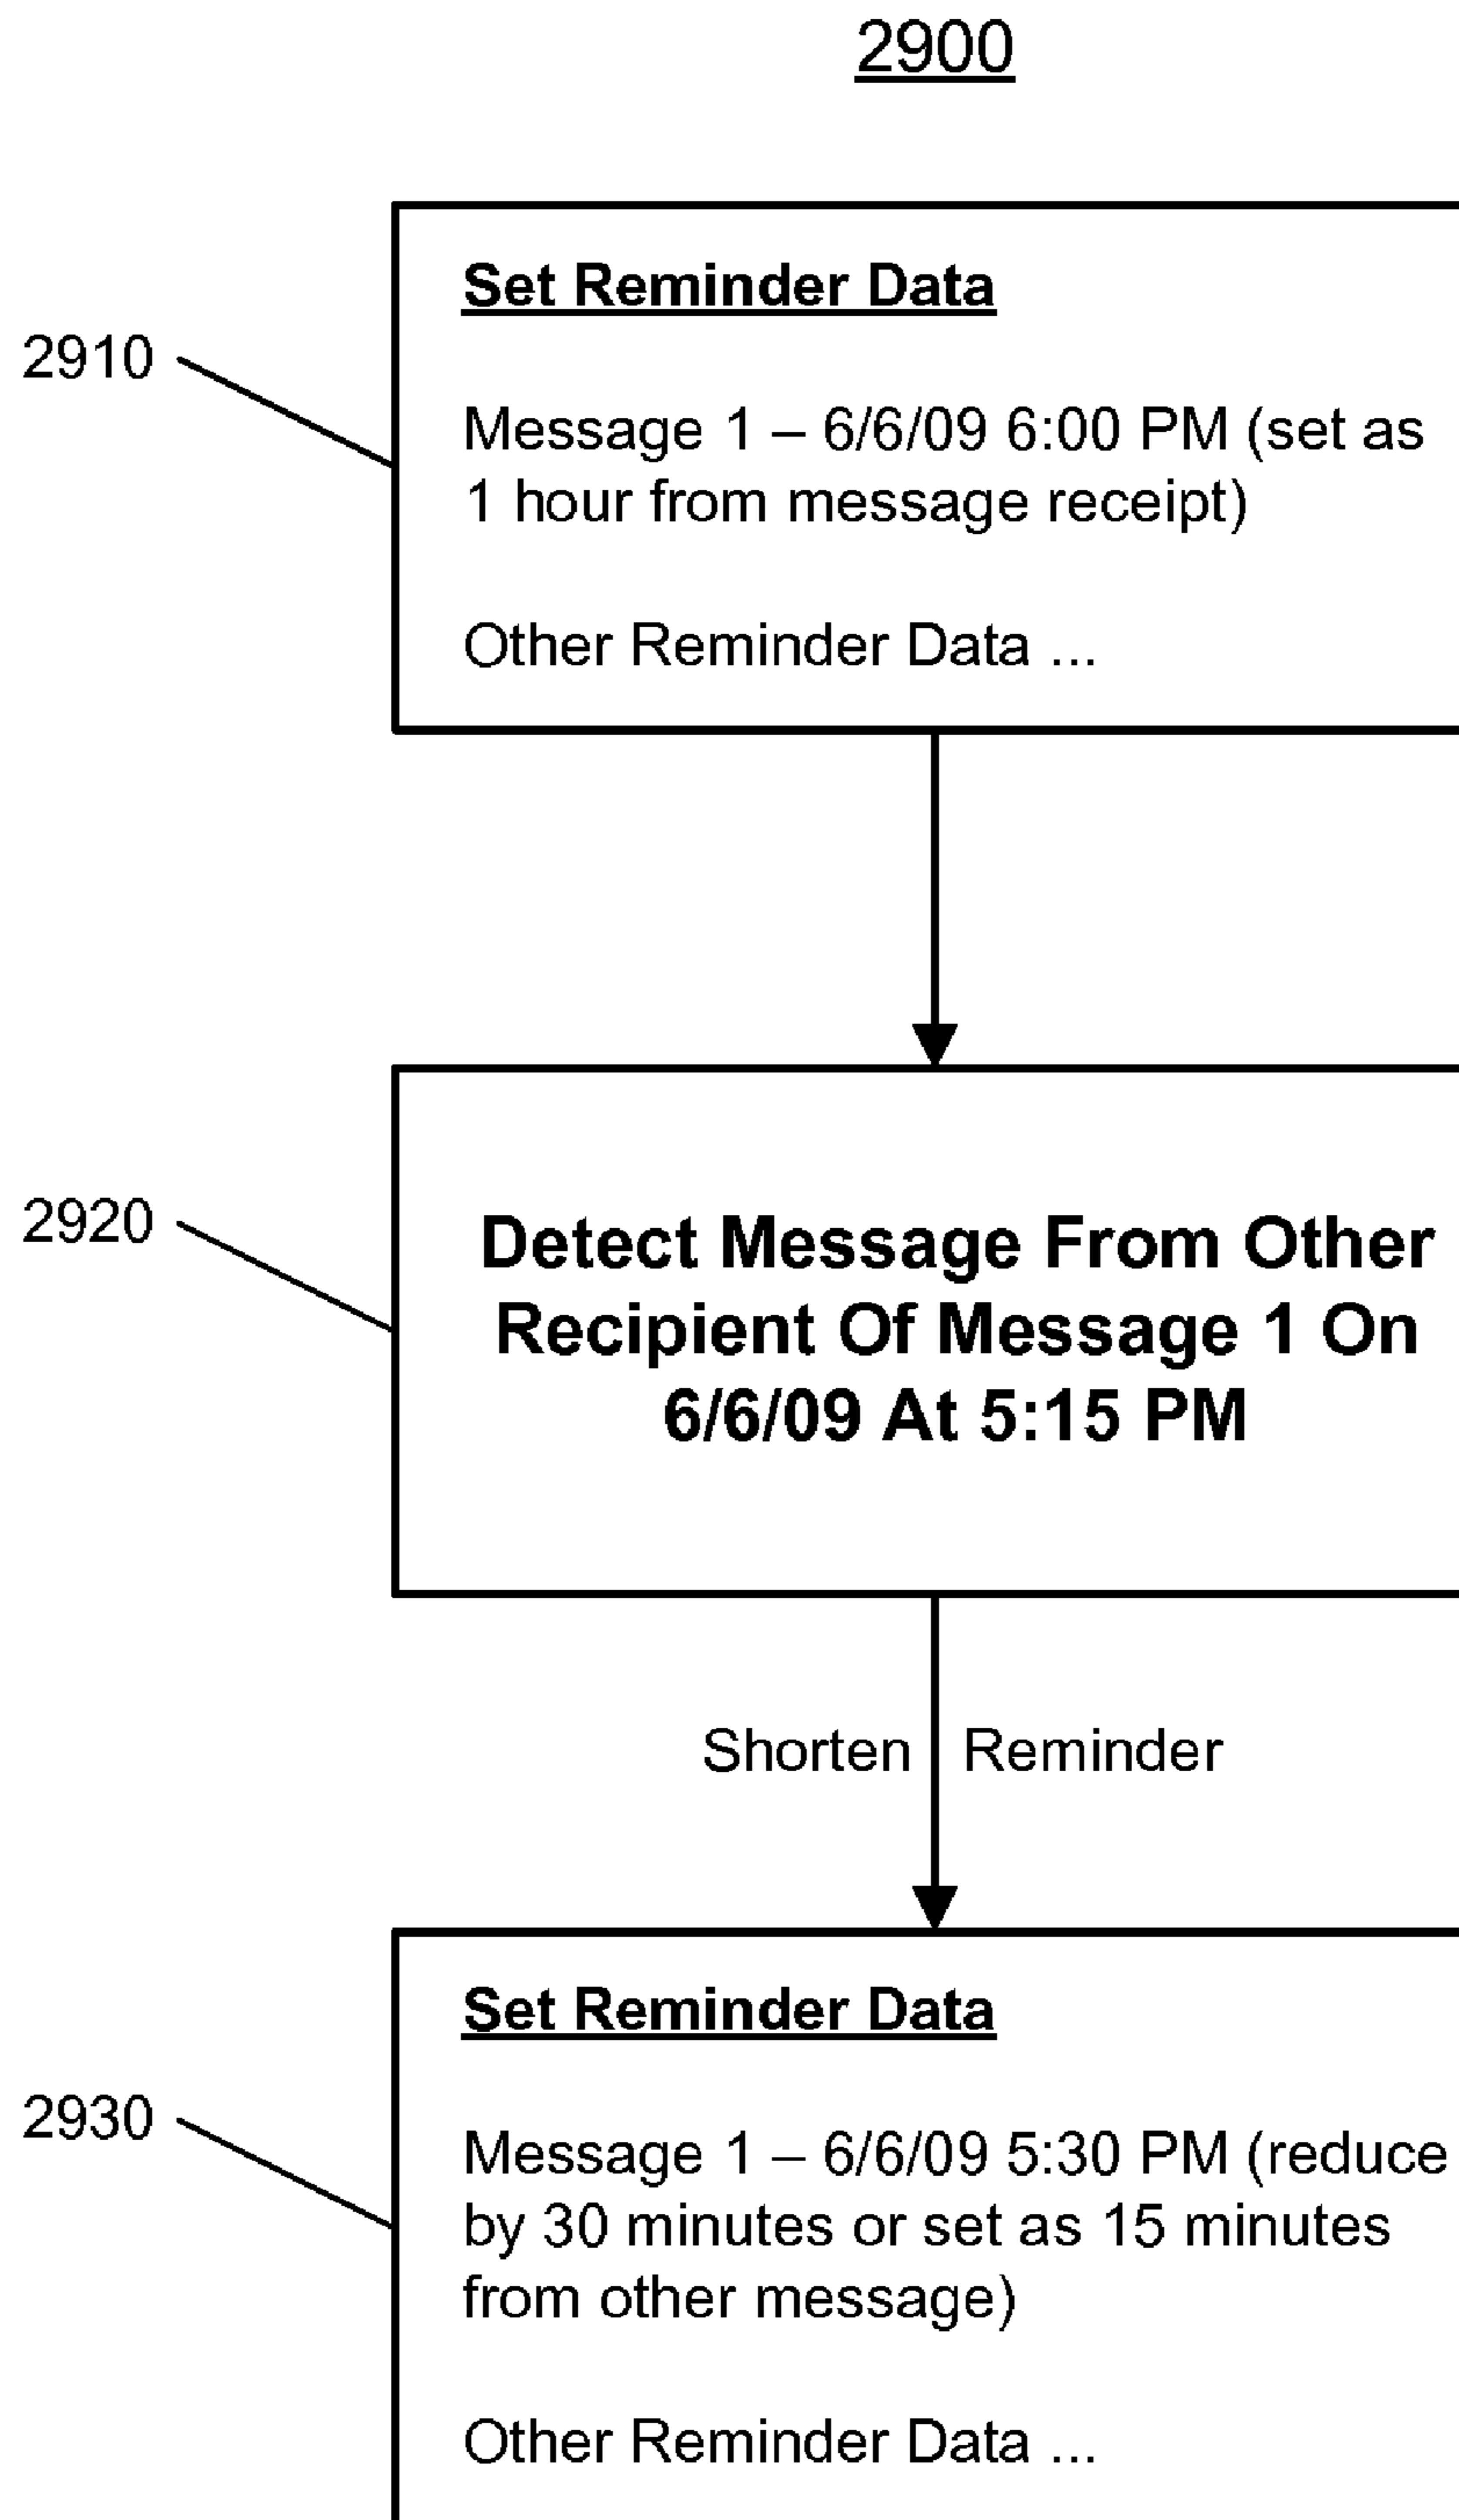 2900
Set Reminder Data
2910
Message 1 – 6/6/09 6:00 PM (set as
1 hour from message receipt)
Other Reminder Data ...
2920
Detect Message From Other
Recipient Of Message 1 On
6/6/09 At 5:15 PM
Shorten Reminder
Set Reminder Data
2930
Message 1 – 6/6/09 5:30 PM (reduce
by 30 minutes or set as 15 minutes
from other message)
Other Reminder Data ...